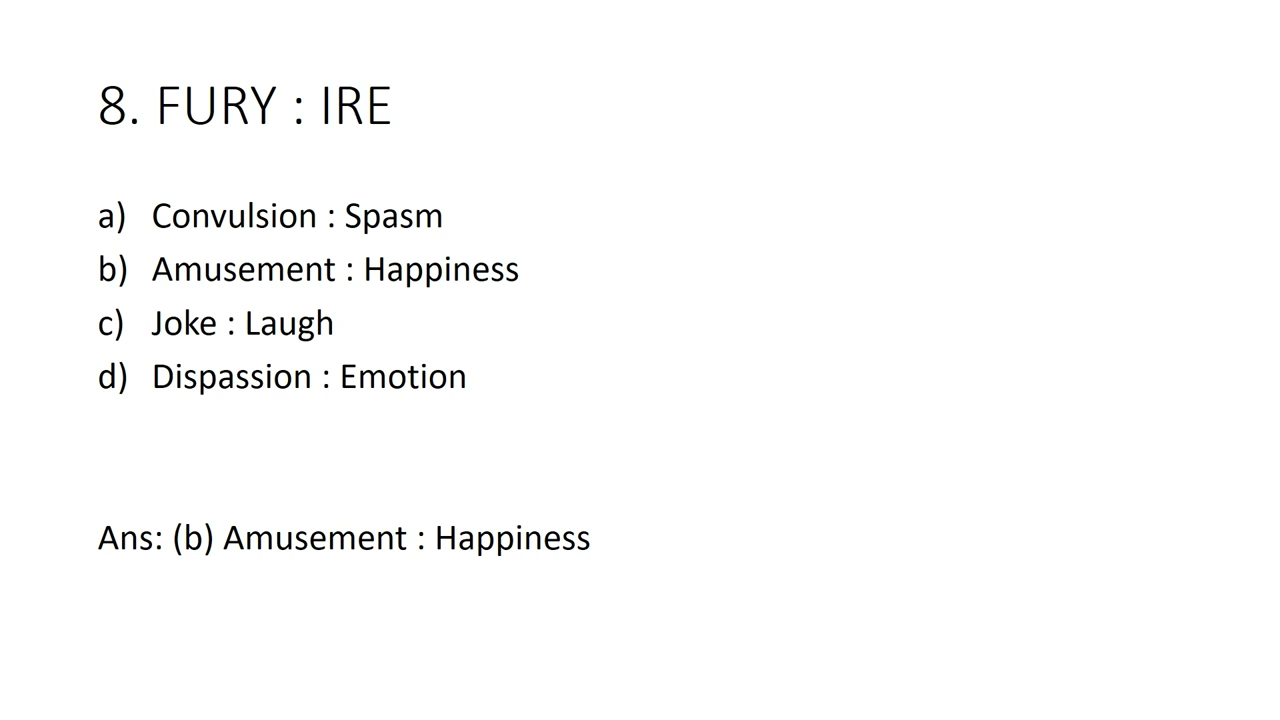 8. FURY : IRE
a) Convulsion : Spasm
b) Amusement : Happiness
c) Joke : Laugh
d) Dispassion : Emotion
Ans: (b) Amusement : Happiness